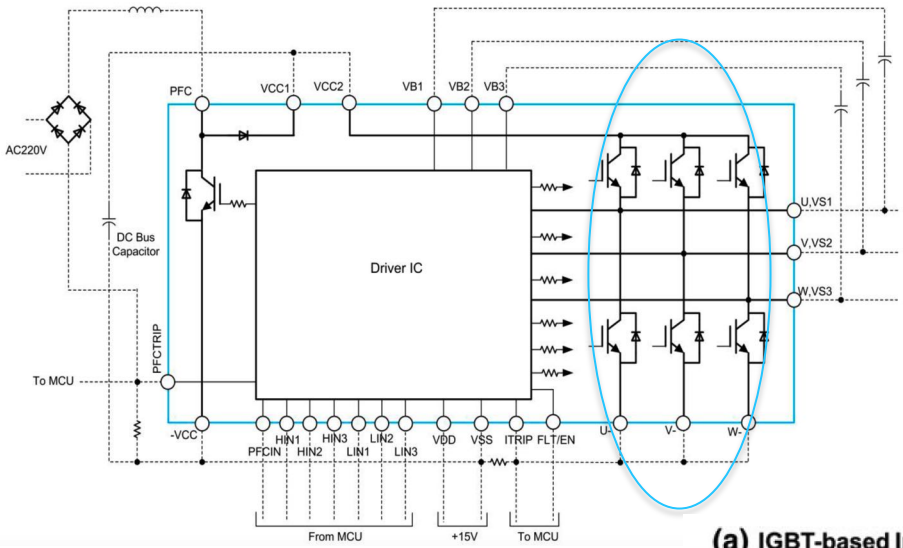 PFC
VCC1
VCC2
VB1
VB2
VB3
AC220V
DC Bus
Capacitor
Driver IC
U,VS1
V,VS2
W,VS3
PFCTRIP
To MCU
-VCC
PFCIN
HIN1
HIN2
HIN3
LIN1
LIN2
LIN3
VDD
VSS
ITRIP
FLT/EN
U-
V-
W-
From MCU
+15V
To MCU
(a) IGBT-based